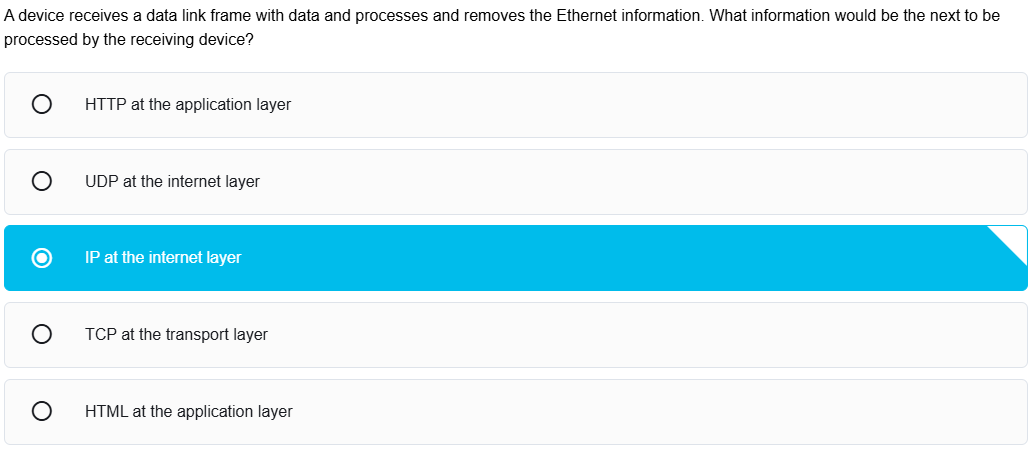 A device receives a data link frame with data and processes and removes the Ethernet information. What information would be the next to be
processed by the receiving device?
HTTP at the application layer
UDP at the internet layer
IP at the internet layer
TCP at the transport layer
HTML at the application layer